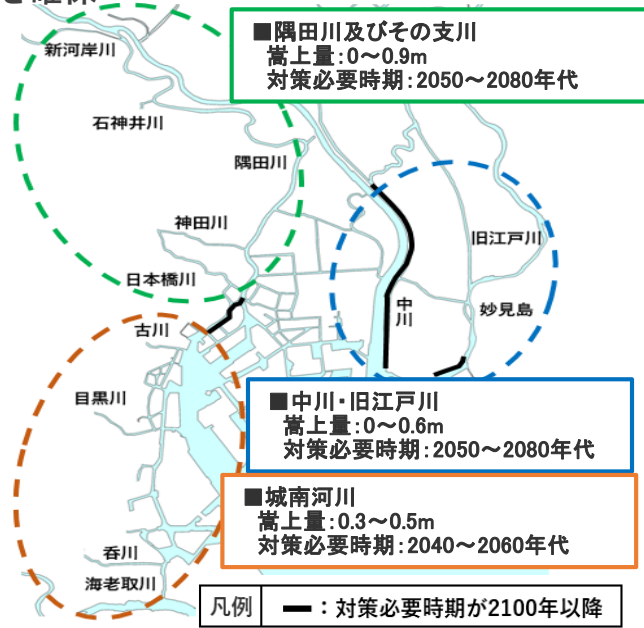 ■隅田川及びその支川
嵩上量：0～0.9m
対策必要時期：2050～2080年代
新河岸川
石神井川
隅田川
神田川
旧江戸川
日本橋川
中川
妙見島
古川
目黒川
■中川・旧江戸川
嵩上量：0～0.6m
対策必要時期：2050～2080年代
■城南河川
嵩上量：0.3～0.5m
対策必要時期：2040～2060年代
呑川
海老取川
凡例 ━：対策必要時期が2100年以降